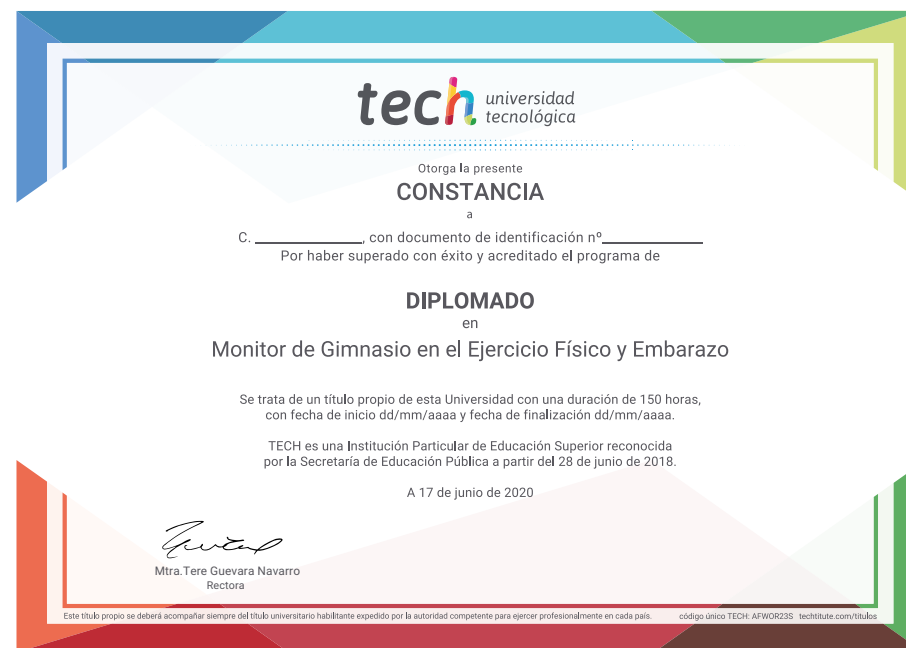 tech universidad
tecnológica
Otorga la presente
CONSTANCIA
a
C. ____________, con documento de identificación nº____________
Por haber superado con éxito y acreditado el programa de
DIPLOMADO
en
Monitor de Gimnasio en el Ejercicio Físico y Embarazo
Se trata de un título propio de esta Universidad con una duración de 150 horas,
con fecha de inicio dd/mm/aaaa y fecha de finalización dd/mm/aaaa.
TECH es una Institución Particular de Educación Superior reconocida
por la Secretaría de Educación Pública a partir del 28 de junio de 2018.
A 17 de junio de 2020
Mtra.Tere Guevara Navarro
Rectora
Este título propio se deberá acompañar siempre del título universitario habilitante expedido por la autoridad competente para ejercer profesionalmente en cada país. código único TECH: AFWOR23S techtitute.com/títulos